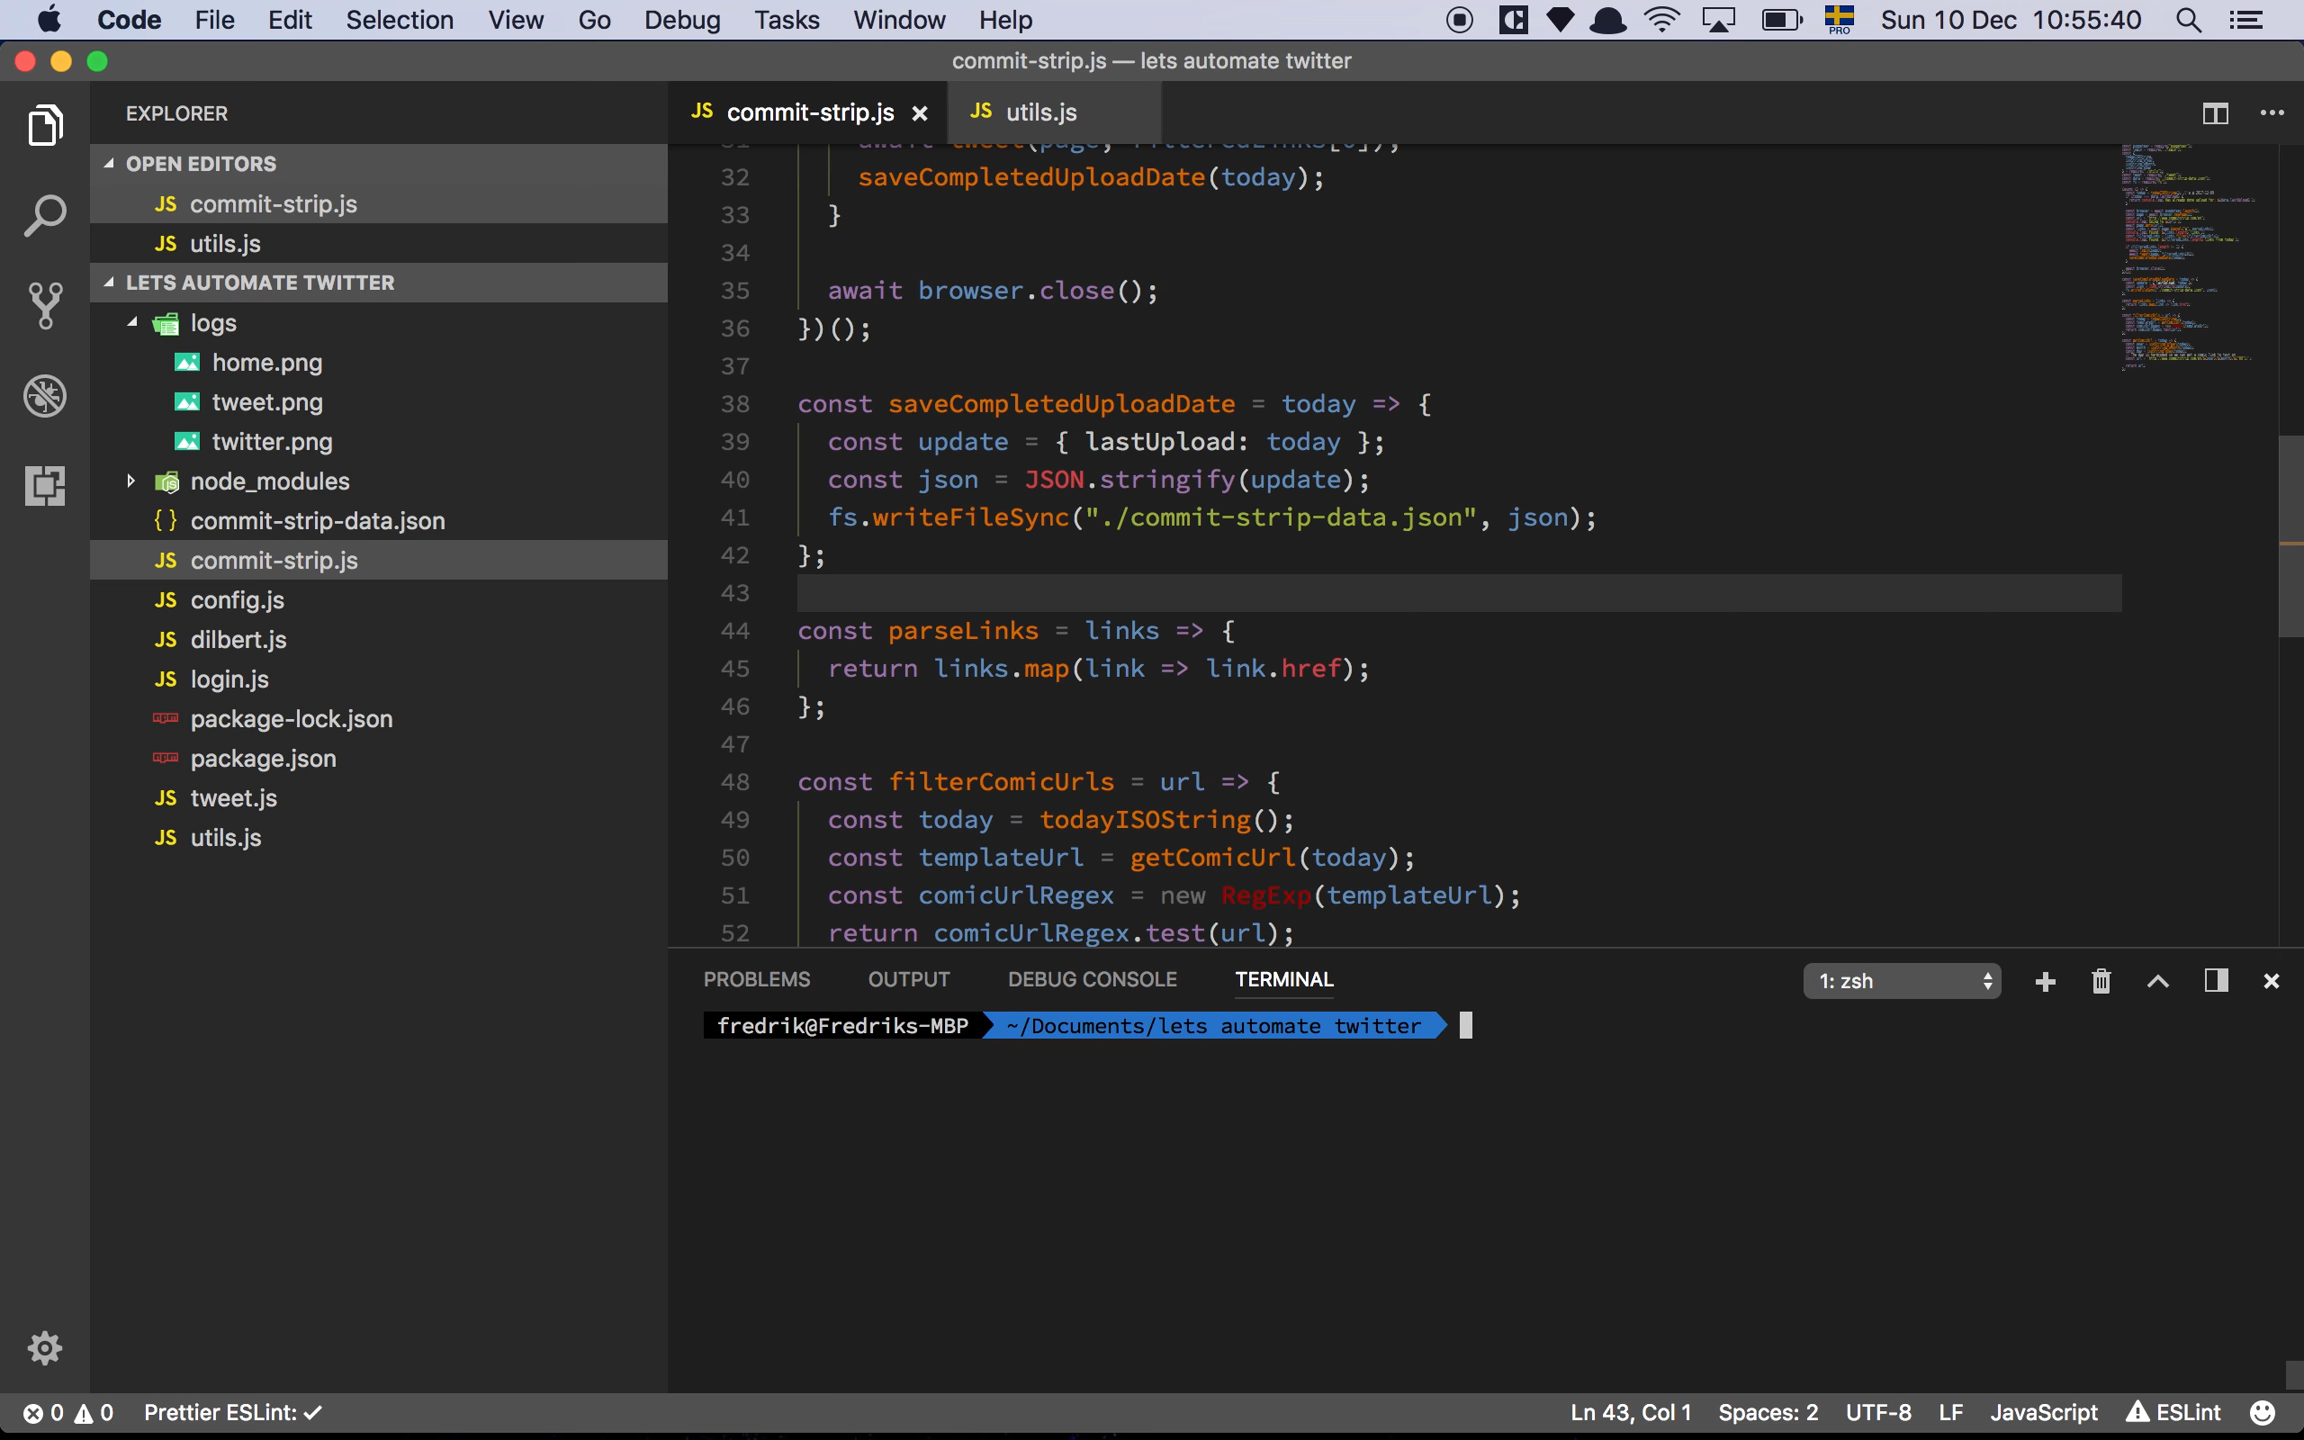 Code File Edit Selection View Go Debug Tasks Window Help
PRO Sun 10 Dec 10:55:40
commit-strip.js — lets automate twitter
EXPLORER
OPEN EDITORS
JS commit-strip.js
JS utils.js
LETS AUTOMATE TWITTER
logs
home.png
tweet.png
twitter.png
node_modules
{ } commit-strip-data.json
JS commit-strip.js
JS config.js
JS dilbert.js
JS login.js
package-lock.json
package.json
JS tweet.js
JS utils.js
JS commit-strip.js × JS utils.js
32 saveCompletedUploadDate(today);
33 }
34
35 await browser.close();
36 })();
37
38 const saveCompletedUploadDate = today => {
39 const update = { lastUpload: today };
40 const json = JSON.stringify(update);
41 fs.writeFileSync("./commit-strip-data.json", json);
42 };
43
44 const parseLinks = links => {
45 return links.map(link => link.href);
46 };
47
48 const filterComicUrls = url => {
49 const today = todayISOString();
50 const templateUrl = getComicUrl(today);
51 const comicUrlRegex = new RegExp(templateUrl);
52 return comicUrlRegex.test(url);
PROBLEMS OUTPUT DEBUG CONSOLE TERMINAL 1: zsh
fredrik@Fredriks-MBP ~/Documents/lets automate twitter
0 0 Prettier ESLint: ✓ Ln 43, Col 1 Spaces: 2 UTF-8 LF JavaScript ESLint